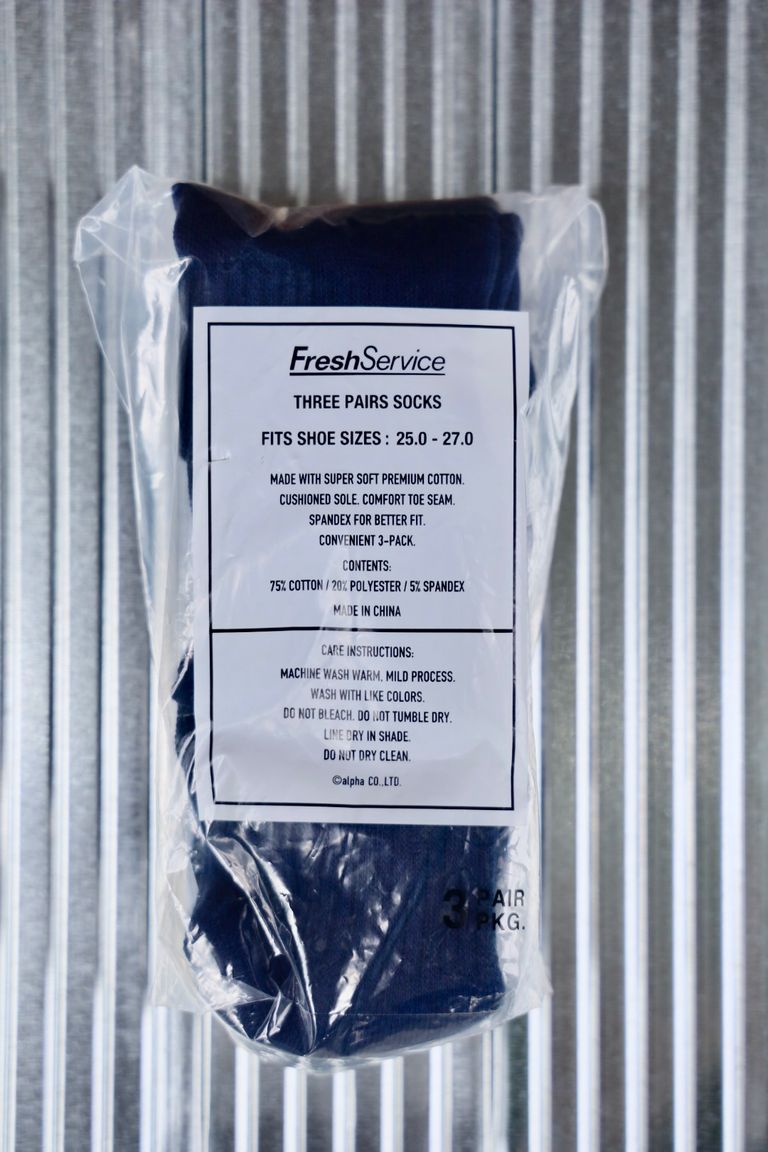 FreshService
THREE PAIRS SOCKS
FITS SHOE SIZES : 25.0 - 27.0
MADE WITH SUPER SOFT PREMIUM COTTON.
CUSHIONED SOLE. COMFORT TOE SEAM.
SPANDEX FOR BETTER FIT.
CONVENIENT 3-PACK.
CONTENTS:
75% COTTON / 20% POLYESTER / 5% SPANDEX
MADE IN CHINA
CARE INSTRUCTIONS:
MACHINE WASH WARM, MILD PROCESS.
WASH WITH LIKE COLORS.
DO NOT BLEACH. DO NOT TUMBLE DRY.
LINE DRY IN SHADE.
DO NOT DRY CLEAN.
©alpha CO.,LTD.
3 PAIR
PKG.